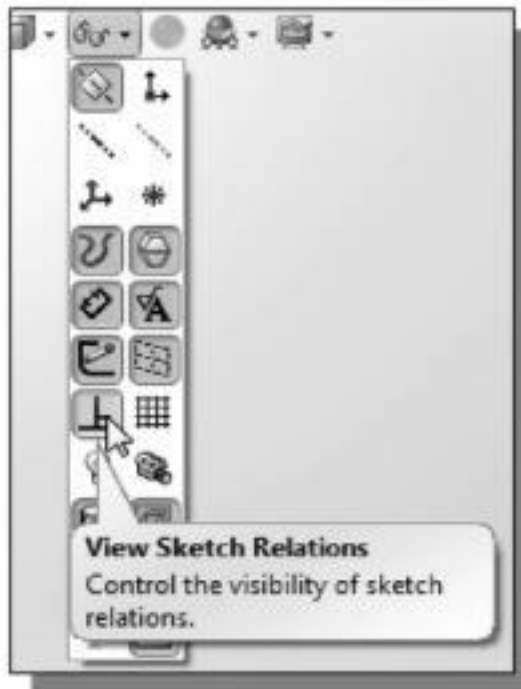 View Sketch Relations
Control the visibility of sketch
relations.